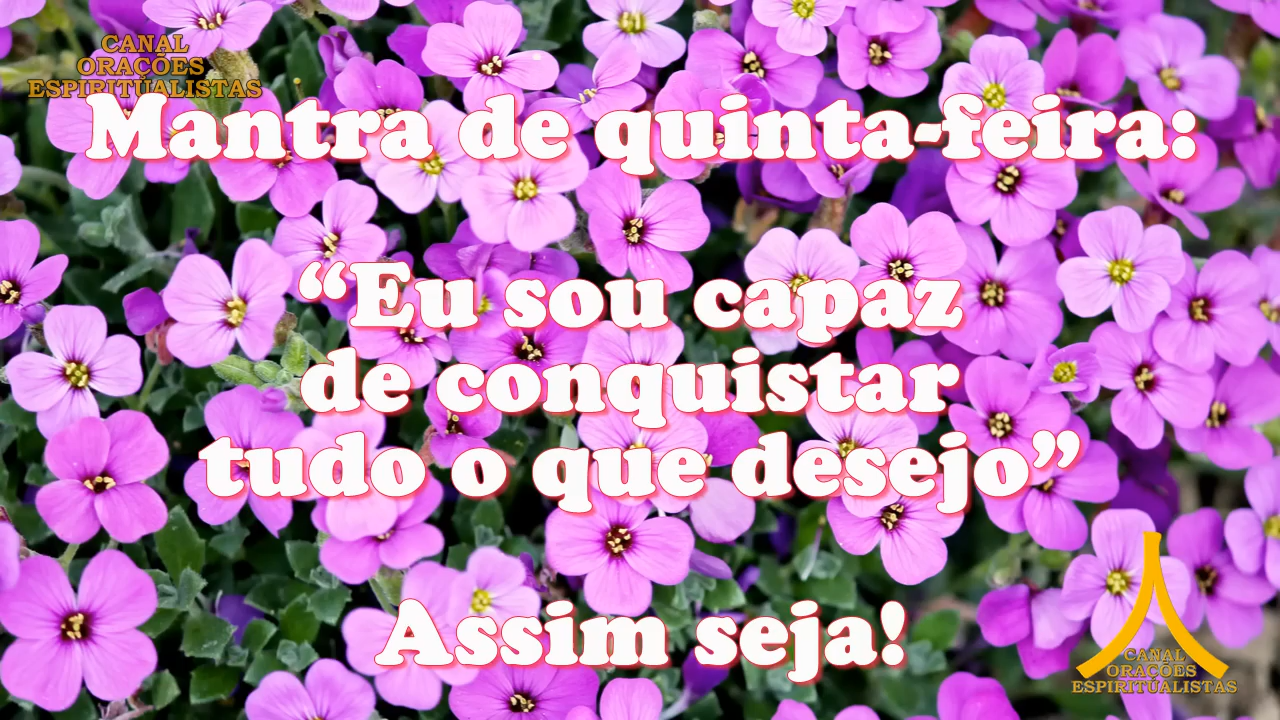 CANAL
ORAÇÕES
ESPIRITUALISTAS
Mantra de quinta-feira:
“Eu sou capaz
de conquistar
tudo o que desejo”
Assim seja!
CANAL
ORAÇÕES
ESPIRITUALISTAS